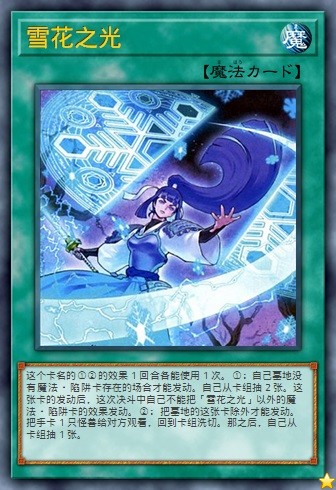 雪花之光
魔
【魔法カード】
这个卡名的①②的效果1回合各能使用1次。①：自己墓地没
有魔法·陷阱卡存在的场合才能发动。自己从卡组抽2张。这
张卡的发动后，这次决斗中自己不能把「雪花之光」以外的魔
法·陷阱卡的效果发动。②：把墓地的这张卡除外才能发动。
把手卡1只怪兽给对方观看，回到卡组洗切。那之后，自己从
卡组抽1张。